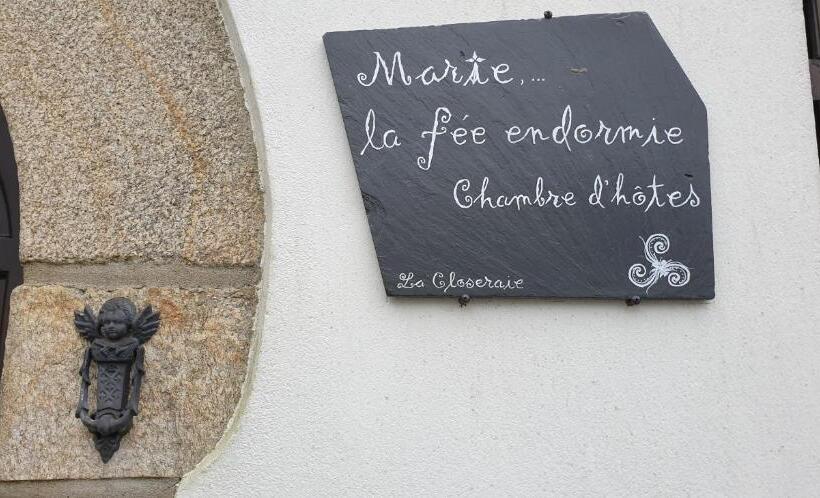 Marie,...
la fée endormie
Chambre d'hôtes
La Closeraie